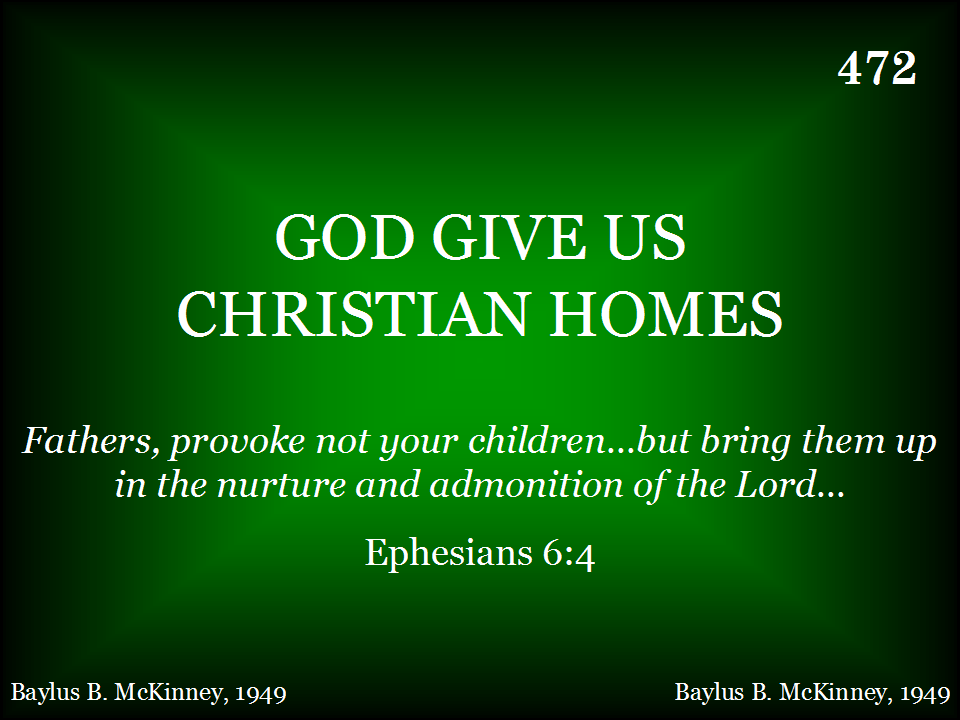 472
GOD GIVE US
CHRISTIAN HOMES
Fathers, provoke not your children...but bring them up
in the nurture and admonition of the Lord...
Ephesians 6:4
Baylus B. McKinney, 1949
Baylus B. McKinney, 1949